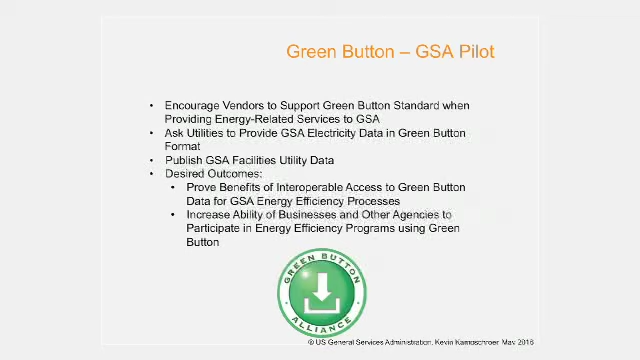 Green Button – GSA Pilot
• Encourage Vendors to Support Green Button Standard when
Providing Energy-Related Services to GSA
• Ask Utilities to Provide GSA Electricity Data in Green Button
Format
• Publish GSA Facilities Utility Data
• Desired Outcomes:
• Prove Benefits of Interoperable Access to Green Button
Data for GSA Energy Efficiency Processes
• Increase Ability of Businesses and Other Agencies to
Participate in Energy Efficiency Programs using Green
Button
GREEN BUTTON
ALLIANCE
© US General Services Administration, Kevin Kampschroer May 2016